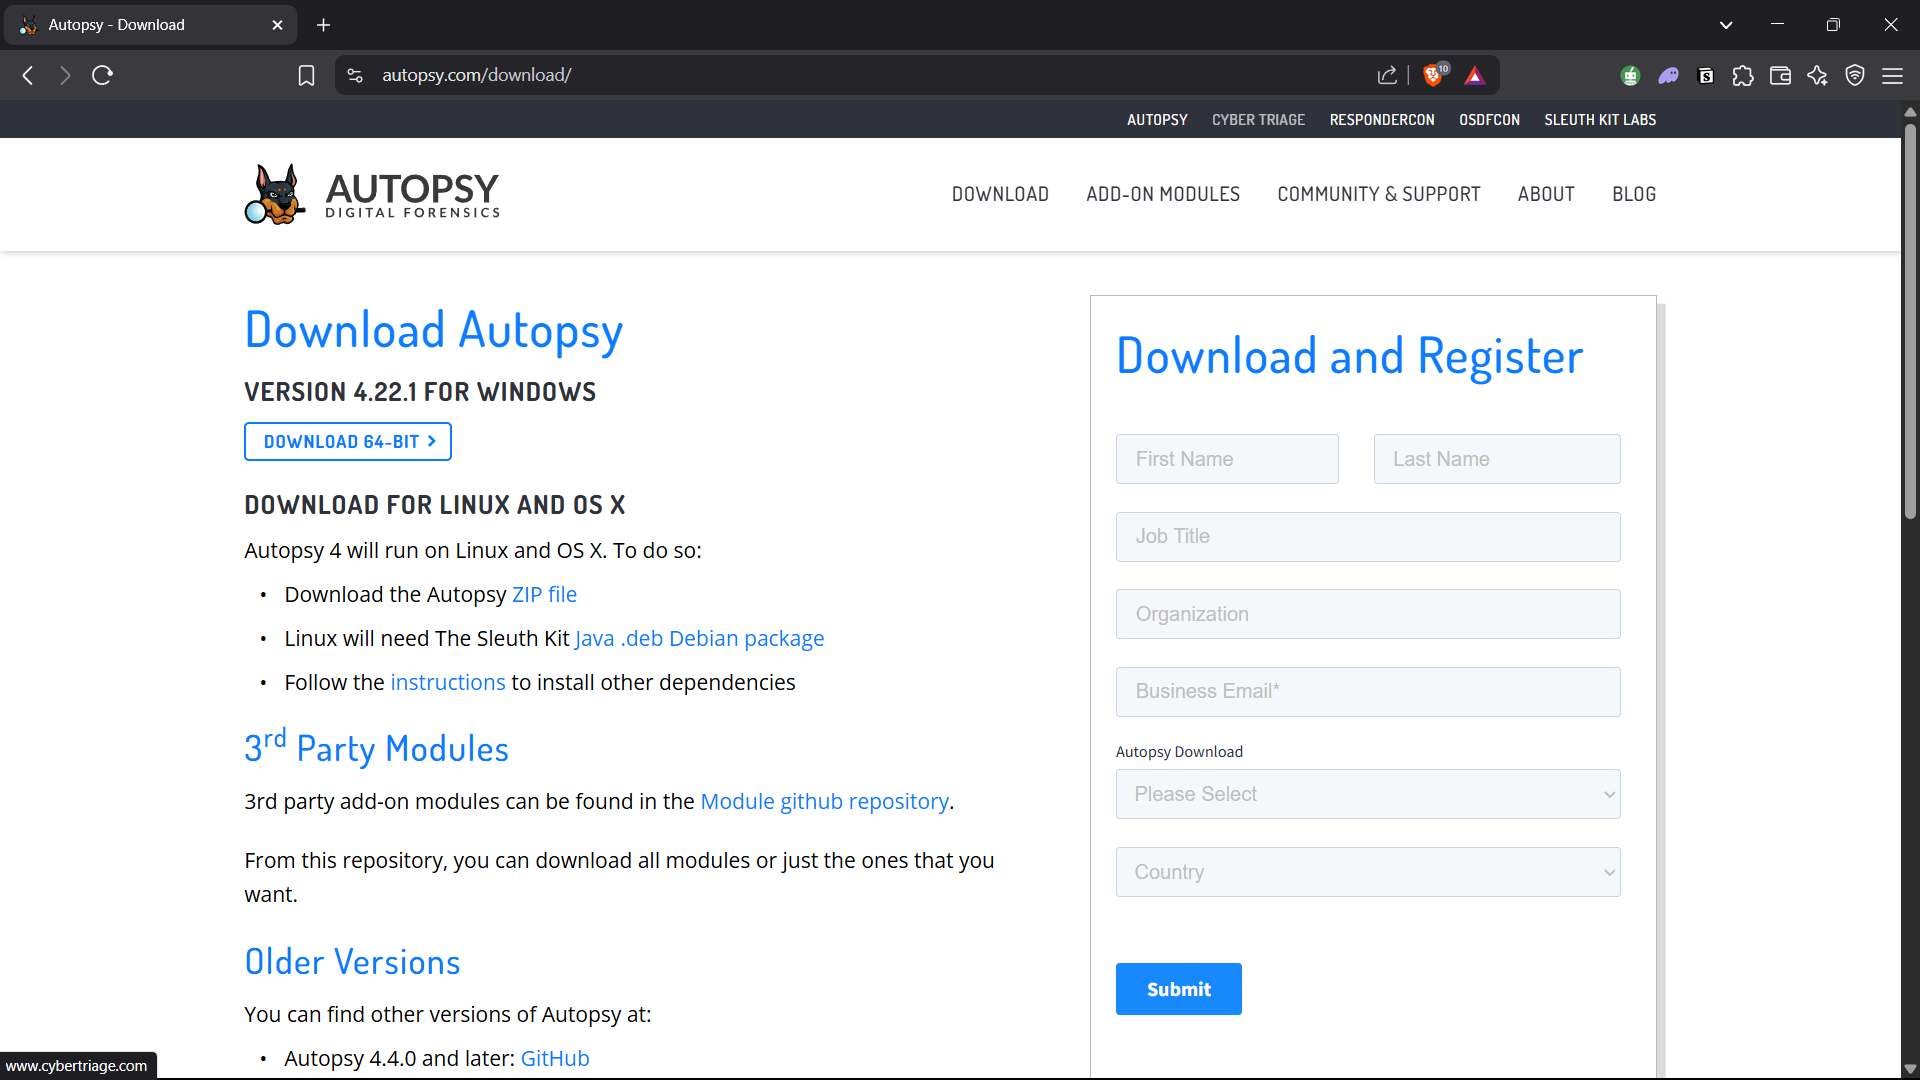 Autopsy - Download
autopsy.com/download/
10
AUTOPSY CYBER TRIAGE RESPONDERCON OSDFCON SLEUTH KIT LABS
AUTOPSY
DIGITAL FORENSICS
DOWNLOAD ADD-ON MODULES COMMUNITY & SUPPORT ABOUT BLOG
Download Autopsy
VERSION 4.22.1 FOR WINDOWS
DOWNLOAD 64-BIT
DOWNLOAD FOR LINUX AND OS X
Autopsy 4 will run on Linux and OS X. To do so:
• Download the Autopsy ZIP file
• Linux will need The Sleuth Kit Java .deb Debian package
• Follow the instructions to install other dependencies
3rd Party Modules
3rd party add-on modules can be found in the Module github repository.
From this repository, you can download all modules or just the ones that you
want.
Older Versions
You can find other versions of Autopsy at:
• Autopsy 4.4.0 and later: GitHub
Download and Register
First Name Last Name
Job Title
Organization
Business Email*
Autopsy Download
Please Select
Country
Submit
www.cybertriage.com